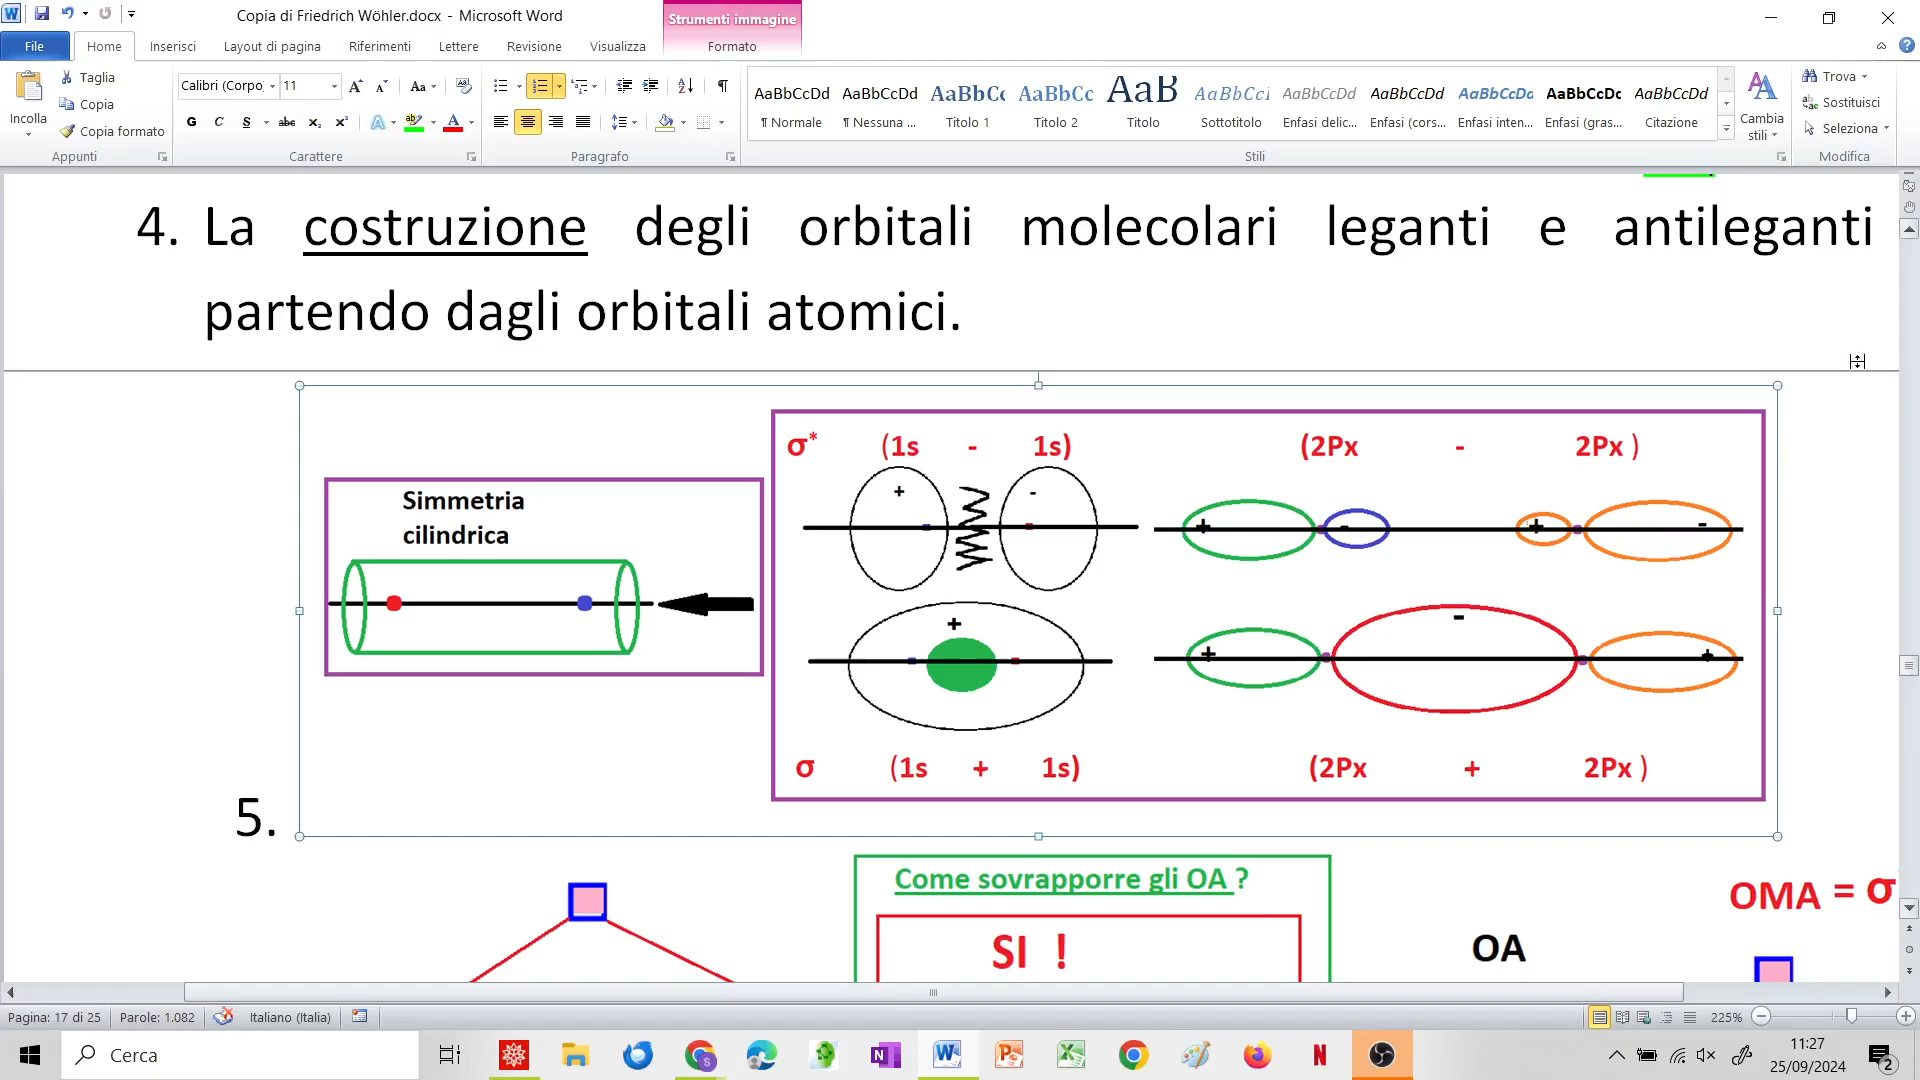 Copia di Friedrich Wöhler.docx - Microsoft Word
Strumenti immagine
File Home Inserisci Layout di pagina Riferimenti Lettere Revisione Visualizza Formato
Incolla
Taglia
Copia
Copia formato
Appunti
Calibri (Corpo) 11
G C S abc x₂ x²
Carattere
Paragrafo
AaBbCcDd AaBbCcDd AaBbCc AaBbCc AaB AaBbCcI AaBbCcDd AaBbCcDd AaBbCcDd AaBbCcDc AaBbCcDd
¶ Normale ¶ Nessuna ... Titolo 1 Titolo 2 Titolo Sottotitolo Enfasi delic... Enfasi (cors... Enfasi inten... Enfasi (gras... Citazione
Stili
Cambia
stili
Trova
Sostituisci
Seleziona
Modifica
4. La costruzione degli orbitali molecolari leganti e antileganti
partendo dagli orbitali atomici.
Simmetria
cilindrica
σ* (1s - 1s) (2Px - 2Px )
+ - + - + -
+ + - +
σ (1s + 1s) (2Px + 2Px )
5.
Come sovrapporre gli OA ?
SI !
OA
OMA = σ
Pagina: 17 di 25 Parole: 1.082 Italiano (Italia) 225%
Cerca
11:27
25/09/2024
2